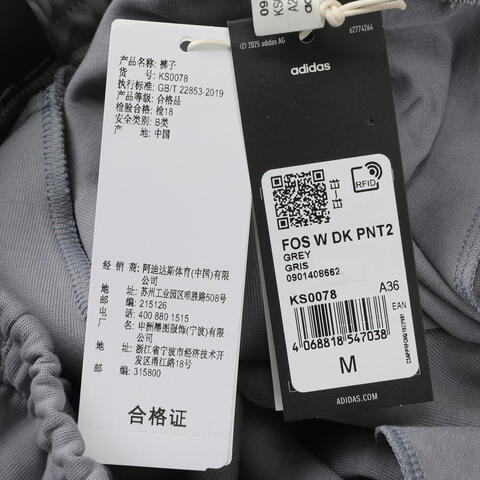 产品名称: 裤子
货 号: KS0078
执行标准: GB/T 22853-2019
产品等级: 合格品
检验合格: 检18
安全类别: B类
产 地: 中国
经 销 商: 阿迪达斯体育(中国)有限
公司
地 址: 苏州工业园区唯胜路508号
邮 编: 215126
电 话: 400 880 1515
厂 名: 申洲墨图服饰(宁波)有限
公司
地 址: 浙江省宁波市经济技术开
发区甬江路18号
邮 编: 315800
合格证
© 2025 adidas AG
62774264
adidas
RFID
FOS W DK PNT2
GREY
GRIS
0901408662
KS0078 A36
EAN
4 068818 547038
M
ADIDAS.COM